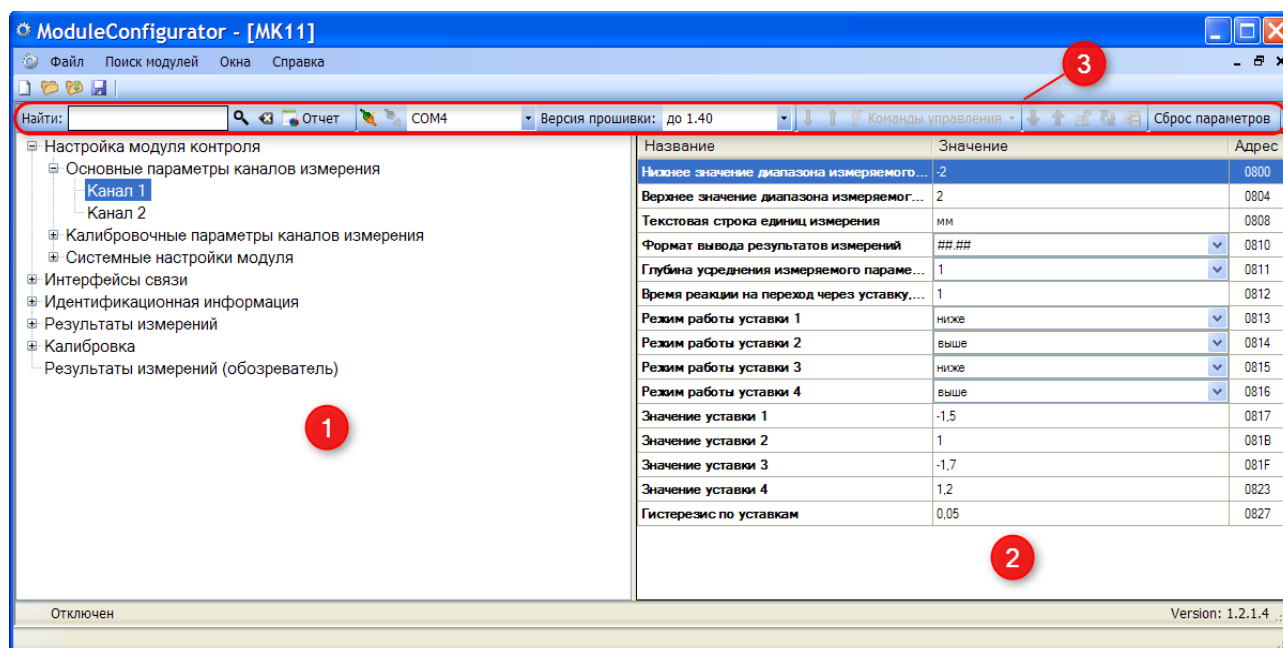 ModuleConfigurator - [MK11]
Файл Поиск модулей Окна Справка
3
Найти: Отчет COM4 Версия прошивки: до 1.40 Команды управления Сброс параметров
Настройка модуля контроля
Основные параметры каналов измерения
Канал 1
Канал 2
Калибровочные параметры каналов измерения
Системные настройки модуля
Интерфейсы связи
Идентификационная информация
Результаты измерений
Калибровка
Результаты измерений (обозреватель)
1
Название Значение Адрес
Нижнее значение диапазона измеряемого... -2 0800
Верхнее значение диапазона измеряемог... 2 0804
Текстовая строка единиц измерения мм 0808
Формат вывода результатов измерений ##.## 0810
Глубина усреднения измеряемого параме... 1 0811
Время реакции на переход через уставку,... 1 0812
Режим работы уставки 1 ниже 0813
Режим работы уставки 2 выше 0814
Режим работы уставки 3 ниже 0815
Режим работы уставки 4 выше 0816
Значение уставки 1 -1,5 0817
Значение уставки 2 1 081B
Значение уставки 3 -1,7 081F
Значение уставки 4 1,2 0823
Гистерезис по уставкам 0,05 0827
2
Отключен Version: 1.2.1.4